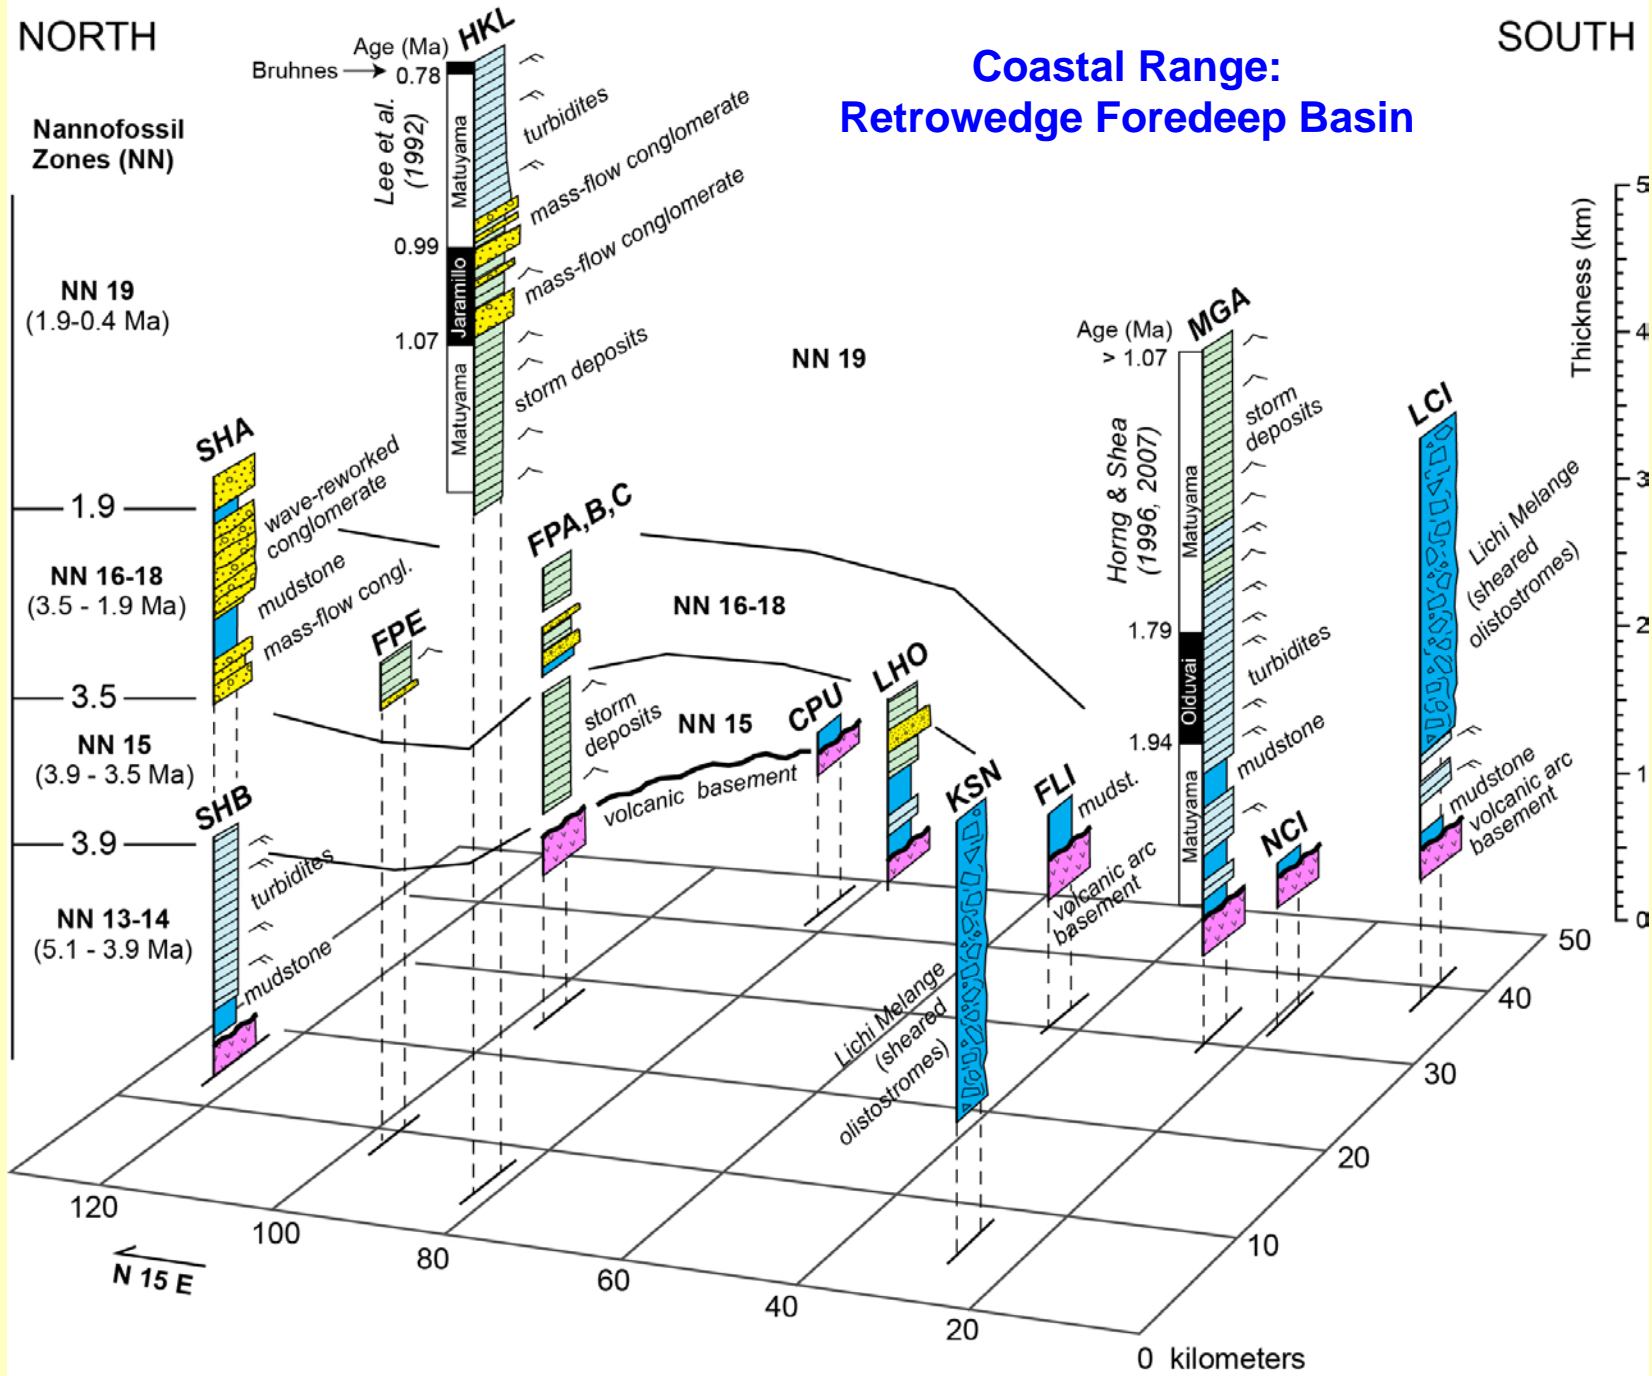 NORTH
SOUTH
Coastal Range:
Retrowedge Foredeep Basin
Nannofossil
Zones (NN)
NN 19
(1.9-0.4 Ma)
1.9
NN 16-18
(3.5 - 1.9 Ma)
3.5
NN 15
(3.9 - 3.5 Ma)
3.9
NN 13-14
(5.1 - 3.9 Ma)
SHA
wave-reworked
conglomerate
mudstone
mass-flow congl.
SHB
turbidites
mudstone
FPE
HKL
Age (Ma)
Bruhnes
0.78
Lee et al.
(1992)
Matuyama
0.99
Jaramillo
1.07
Matuyama
turbidites
mass-flow conglomerate
mass-flow conglomerate
storm deposits
FPA,B,C
storm
deposits
NN 19
NN 16-18
NN 15
volcanic basement
CPU
LHO
KSN
Lichi Melange
(sheared
olistostromes)
FLI
mudst.
volcanic arc
basement
MGA
Age (Ma)
> 1.07
Horng & Shea
(1996, 2007)
Matuyama
1.79
Olduvai
1.94
Matuyama
storm
deposits
turbidites
mudstone
NCI
LCI
Lichi Melange
(sheared
olistostromes)
mudstone
volcanic arc
basement
Thickness (km)
5
4
3
2
1
0
50
40
30
20
10
0 kilometers
20
40
60
80
100
120
N 15 E